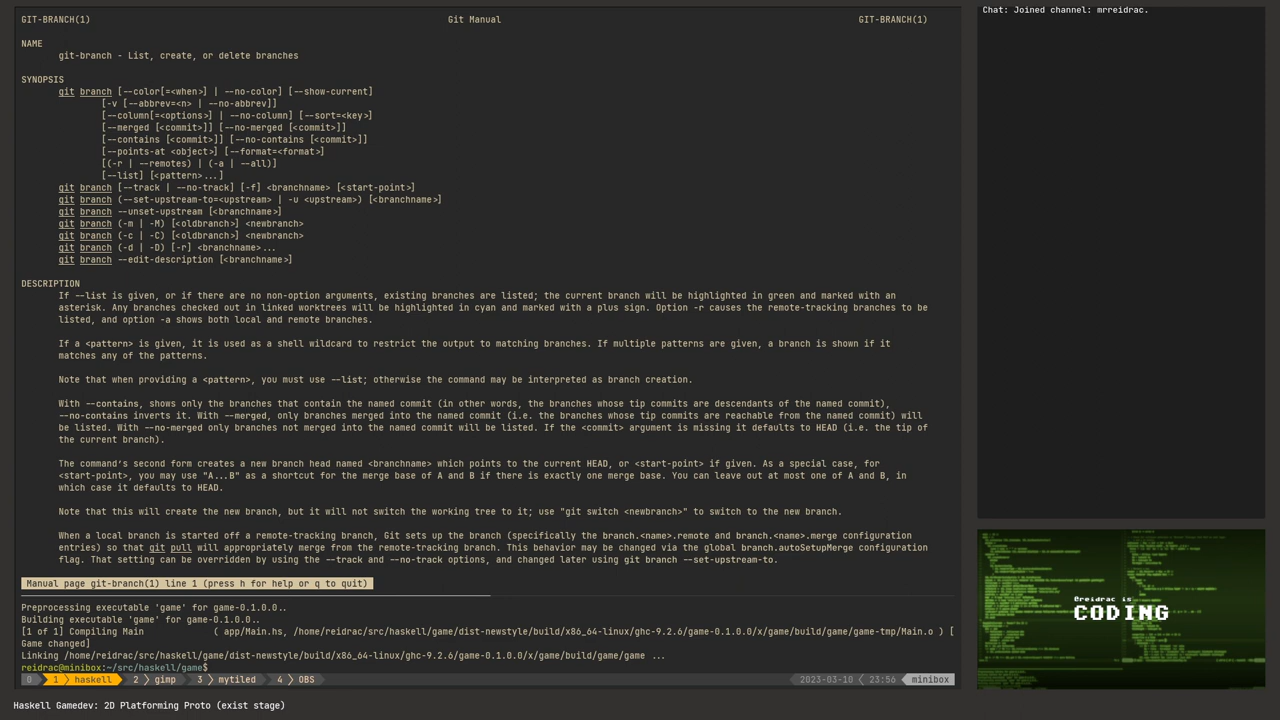 GIT-BRANCH(1) Git Manual GIT-BRANCH(1)
NAME
git-branch - List, create, or delete branches
SYNOPSIS
git branch [--color[=<when>] | --no-color] [--show-current]
[-v [--abbrev=<n> | --no-abbrev]]
[--column[=<options>] | --no-column] [--sort=<key>]
[--merged [<commit>]] [--no-merged [<commit>]]
[--contains [<commit>]] [--no-contains [<commit>]]
[--points-at <object>] [--format=<format>]
[(-r | --remotes) | (-a | --all)]
[--list] [<pattern>...]
git branch [--track | --no-track] [-f] <branchname> [<start-point>]
git branch (--set-upstream-to=<upstream> | -u <upstream>) [<branchname>]
git branch --unset-upstream [<branchname>]
git branch (-m | -M) [<oldbranch>] <newbranch>
git branch (-c | -C) [<oldbranch>] <newbranch>
git branch (-d | -D) [-r] <branchname>...
git branch --edit-description [<branchname>]
DESCRIPTION
If --list is given, or if there are no non-option arguments, existing branches are listed; the current branch will be highlighted in green and marked with an
asterisk. Any branches checked out in linked worktrees will be highlighted in cyan and marked with a plus sign. Option -r causes the remote-tracking branches to be
listed, and option -a shows both local and remote branches.
If a <pattern> is given, it is used as a shell wildcard to restrict the output to matching branches. If multiple patterns are given, a branch is shown if it
matches any of the patterns.
Note that when providing a <pattern>, you must use --list; otherwise the command may be interpreted as branch creation.
With --contains, shows only the branches that contain the named commit (in other words, the branches whose tip commits are descendants of the named commit),
--no-contains inverts it. With --merged, only branches merged into the named commit (i.e. the branches whose tip commits are reachable from the named commit) will
be listed. With --no-merged only branches not merged into the named commit will be listed. If the <commit> argument is missing it defaults to HEAD (i.e. the tip of
the current branch).
The command's second form creates a new branch head named <branchname> which points to the current HEAD, or <start-point> if given. As a special case, for
<start-point>, you may use "A...B" as a shortcut for the merge base of A and B if there is exactly one merge base. You can leave out at most one of A and B, in
which case it defaults to HEAD.
Note that this will create the new branch, but it will not switch the working tree to it; use "git switch <newbranch>" to switch to the new branch.
When a local branch is started off a remote-tracking branch, Git sets up the branch (specifically the branch.<name>.remote and branch.<name>.merge configuration
entries) so that git pull will appropriately merge from the remote-tracking branch. This behavior may be changed via the global branch.autoSetupMerge configuration
flag. That setting can be overridden by using the --track and --no-track options, and changed later using git branch --set-upstream-to.
Manual page git-branch(1) line 1 (press h for help or q to quit)
Preprocessing executable 'game' for game-0.1.0.0..
Building executable 'game' for game-0.1.0.0..
[1 of 1] Compiling Main ( app/Main.hs, /home/reidrac/src/haskell/game/dist-newstyle/build/x86_64-linux/ghc-9.2.6/game-0.1.0.0/x/game/build/game/game-tmp/Main.o ) [
Game changed]
Linking /home/reidrac/src/haskell/game/dist-newstyle/build/x86_64-linux/ghc-9.2.6/game-0.1.0.0/x/game/build/game/game ...
reidrac@minibox:~/src/haskell/game$
0 1 haskell 2 gimp 3 mytiled 4 OBS 2023-03-10 23:56 minibox
Chat: Joined channel: mrreidrac.
@reidrac is
CODING
Haskell Gamedev: 2D Platforming Proto (exist stage)